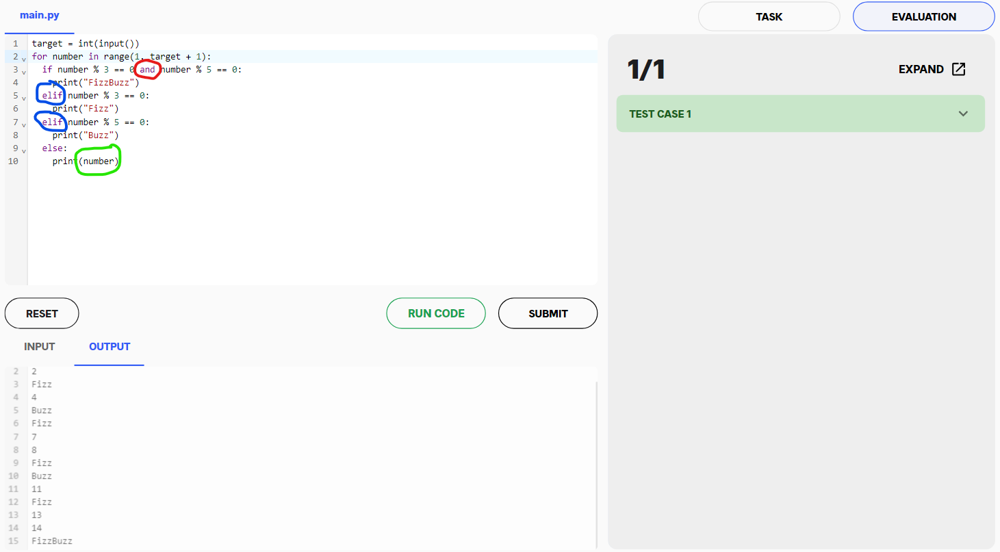 main.py
TASK
EVALUATION
1 target = int(input())
2 for number in range(1, target + 1):
3 if number % 3 == 0 and number % 5 == 0:
4 print("FizzBuzz")
5 elif number % 3 == 0:
6 print("Fizz")
7 elif number % 5 == 0:
8 print("Buzz")
9 else:
10 print(number)
1/1
EXPAND
TEST CASE 1
RESET
RUN CODE
SUBMIT
INPUT
OUTPUT
2 2
3 Fizz
4 4
5 Buzz
6 Fizz
7 7
8 8
9 Fizz
10 Buzz
11 11
12 Fizz
13 13
14 14
15 FizzBuzz